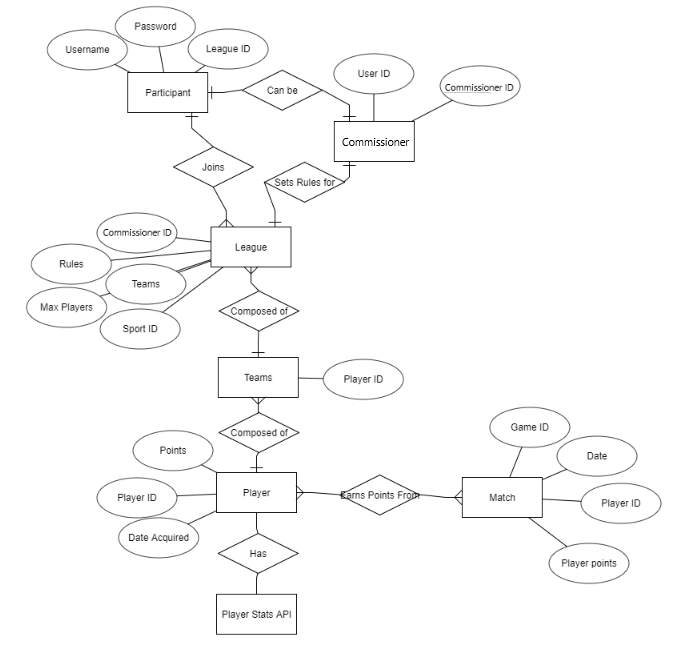 Password
Username
League ID
User ID
Commissioner ID
Participant
Can be
Commissioner
Joins
Sets Rules for
Commissioner ID
League
Rules
Teams
Max Players
Composed of
Sport ID
Teams
Player ID
Game ID
Composed of
Points
Date
Player
Earns Points From
Match
Player ID
Player ID
Date Acquired
Has
Player points
Player Stats API